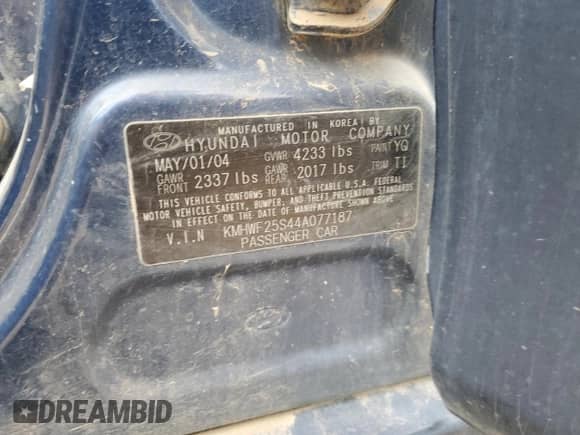 MANUFACTURED IN KOREA BY
HYUNDAI MOTOR COMPANY
MAY/01/04 GVWR 4233 lbs PAINT YQ
GAWR FRONT 2337 lbs GAWR REAR 2017 lbs TRIM TI
THIS VEHICLE CONFORMS TO ALL APPLICABLE U.S.A. FEDERAL
MOTOR VEHICLE SAFETY, BUMPER, AND THEFT PREVENTION STANDARDS
IN EFFECT ON THE DATE OF MANUFACTURE SHOWN ABOVE
V.I.N KMHWF25S44A077187
PASSENGER CAR
DREAMBID